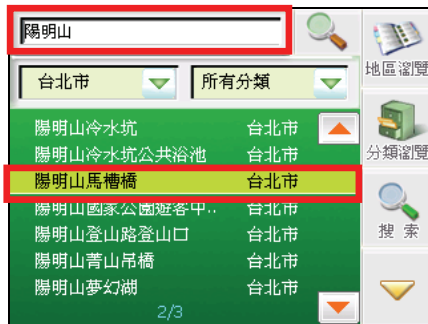 陽明山
台北市 所有分類
地區瀏覽
陽明山冷水坑 台北市
陽明山冷水坑公共浴池 台北市
分類瀏覽
陽明山馬槽橋 台北市
陽明山國家公園遊客中.. 台北市
陽明山登山路登山口 台北市
搜索
陽明山菁山吊橋 台北市
陽明山夢幻湖 台北市
2/3